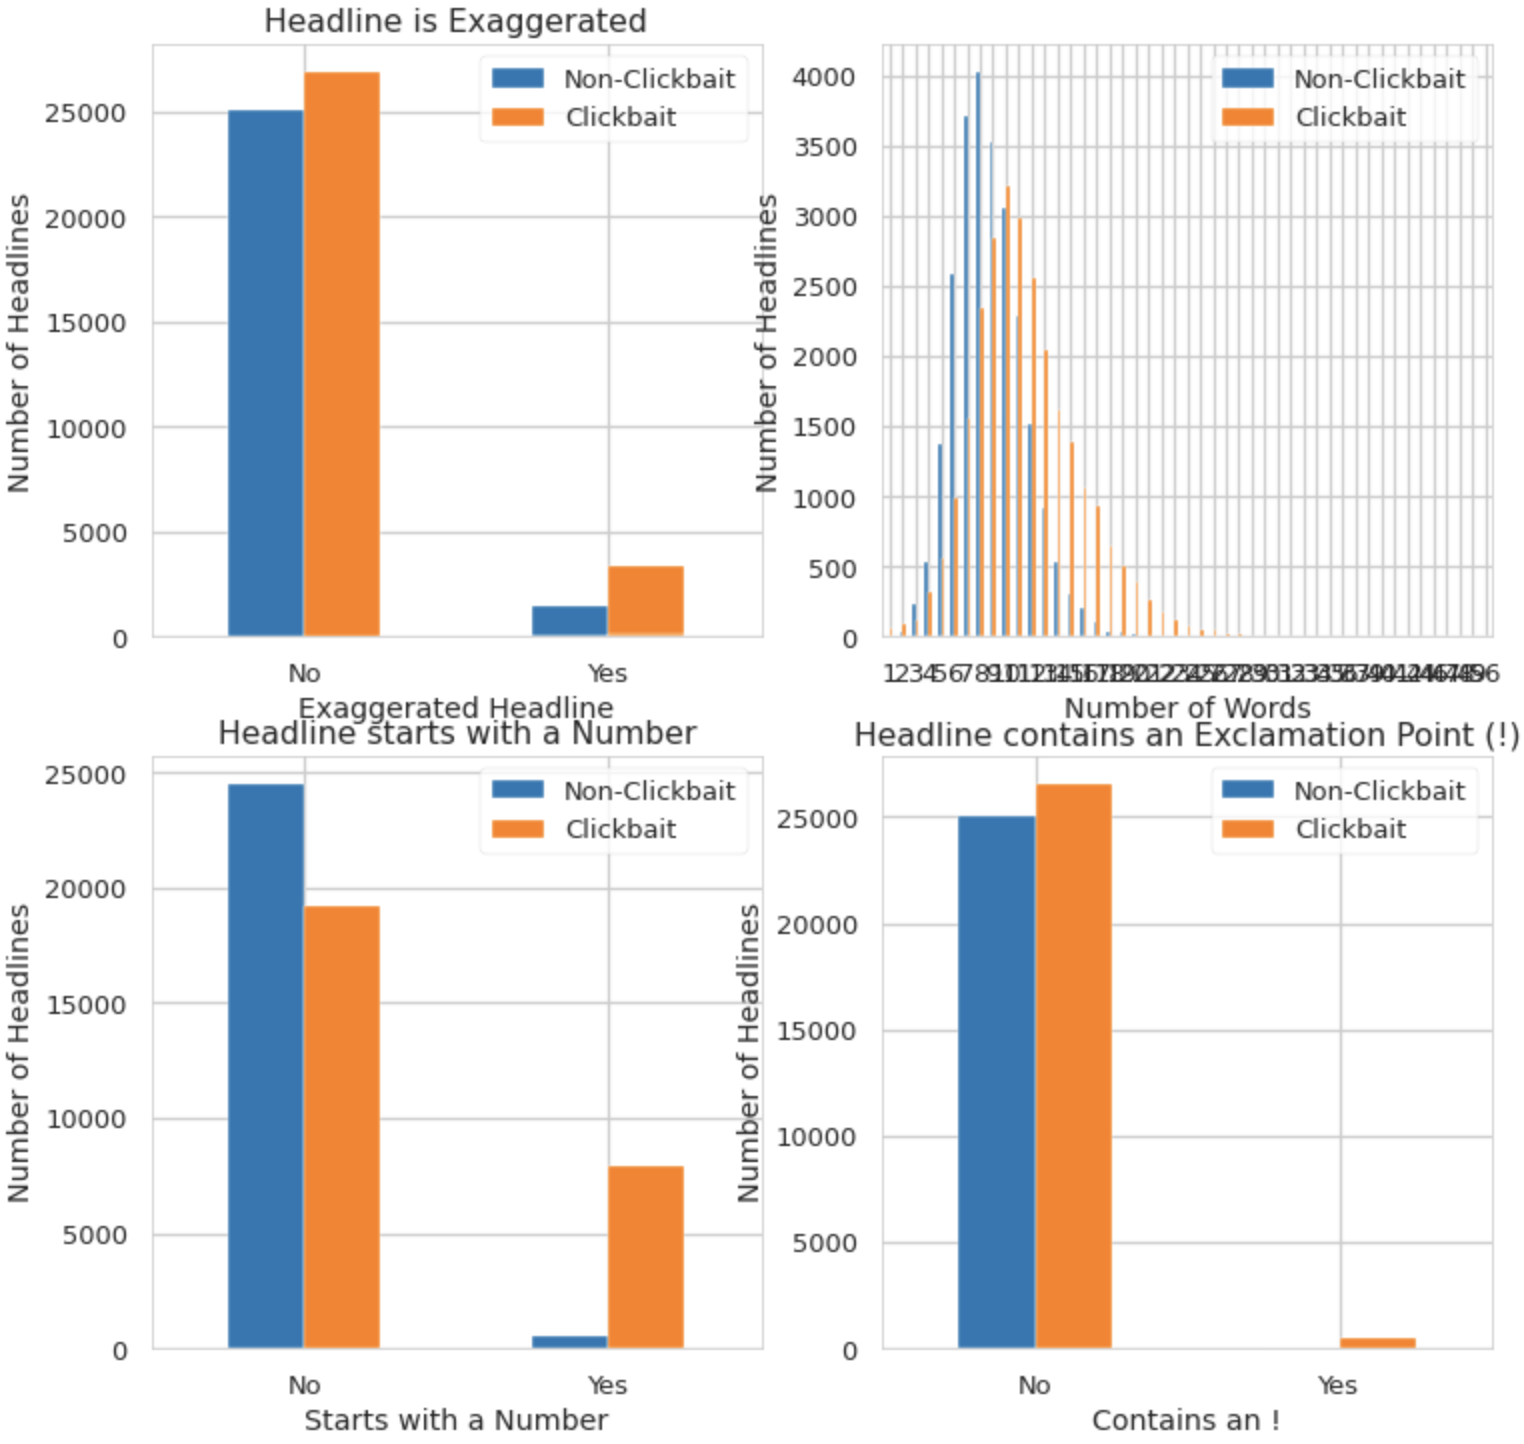 Headline is Exaggerated
Non-Clickbait
Clickbait
25000
20000
15000
10000
5000
0
Number of Headlines
No
Yes
Exaggerated Headline
Non-Clickbait
Clickbait
4000
3500
3000
2500
2000
1500
1000
500
0
Number of Headlines
Number of Words
Headline starts with a Number
Non-Clickbait
Clickbait
25000
20000
15000
10000
5000
0
Number of Headlines
No
Yes
Starts with a Number
Headline contains an Exclamation Point (!)
Non-Clickbait
Clickbait
25000
20000
15000
10000
5000
0
Number of Headlines
No
Yes
Contains an !